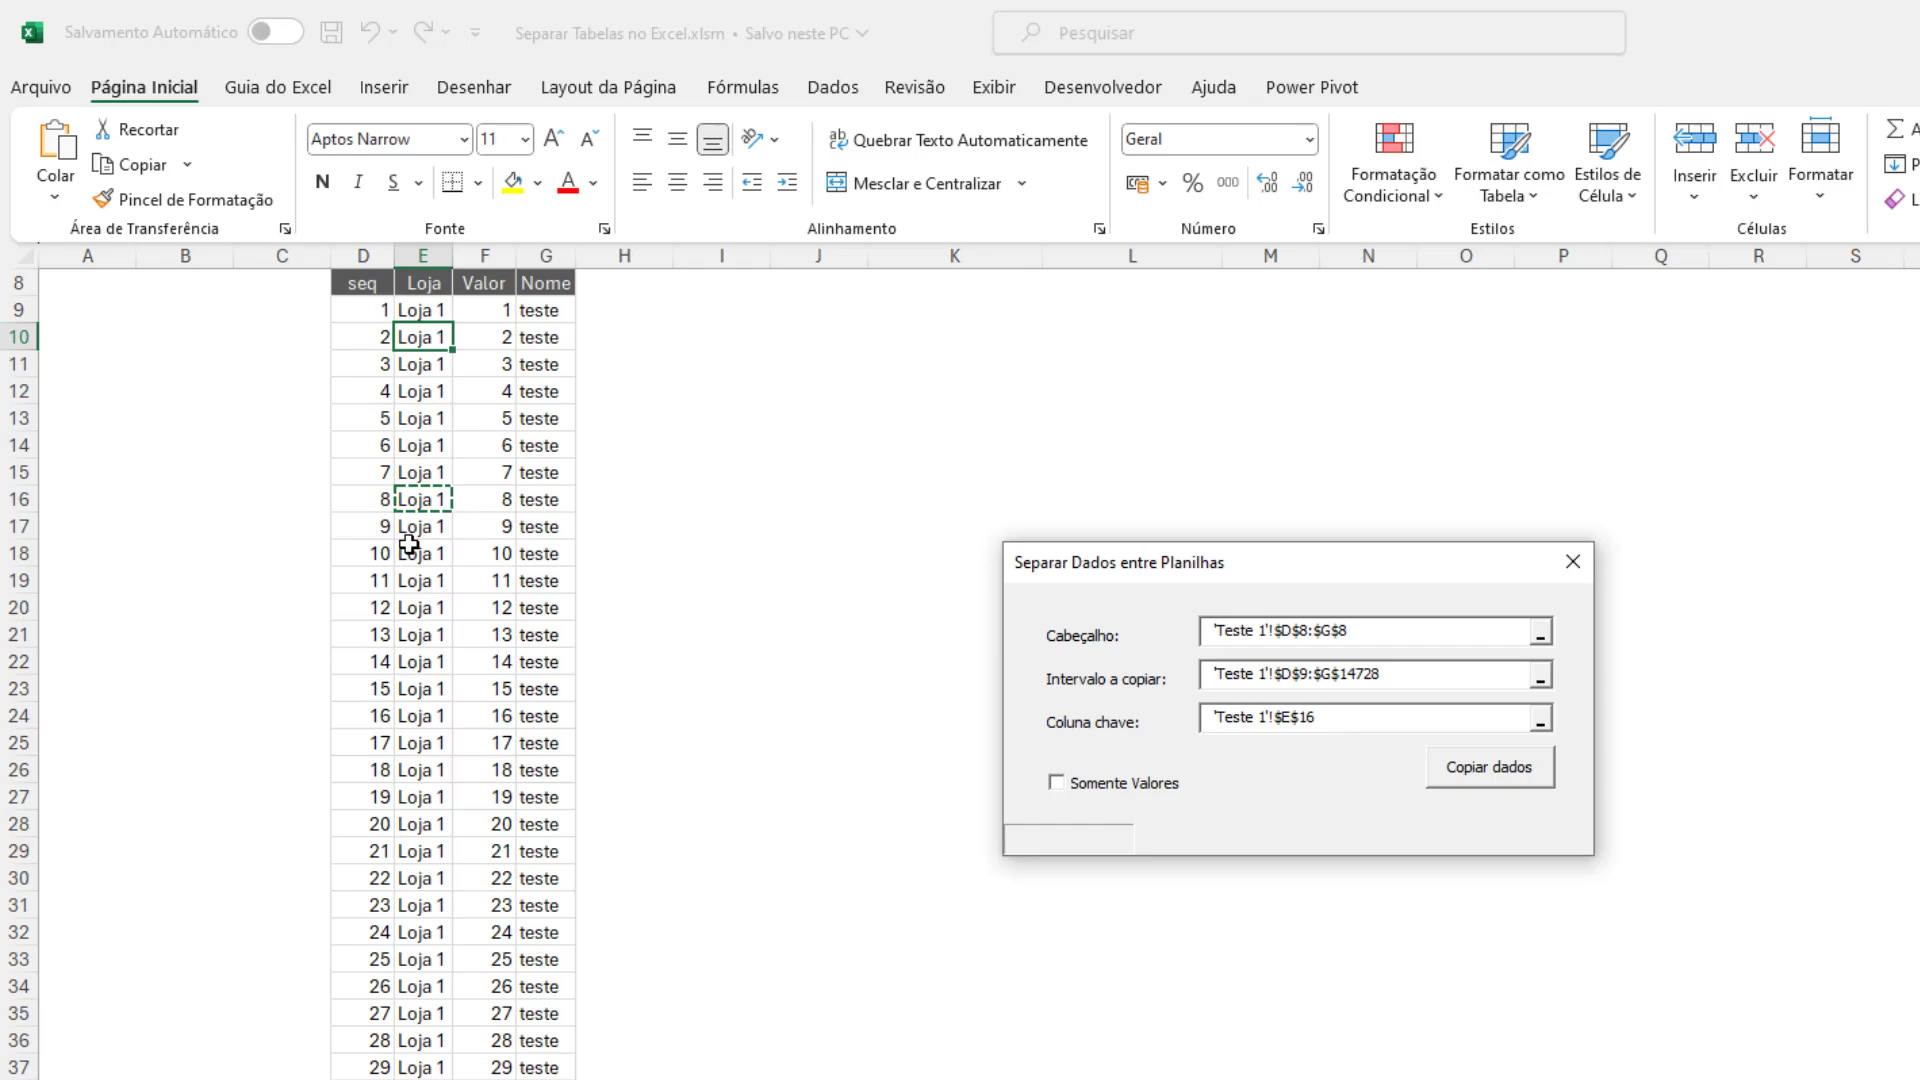 Salvamento Automático
Separar Tabelas no Excel.xlsm • Salvo neste PC
Pesquisar
Arquivo Página Inicial Guia do Excel Inserir Desenhar Layout da Página Fórmulas Dados Revisão Exibir Desenvolvedor Ajuda Power Pivot
Colar
Recortar
Copiar
Pincel de Formatação
Área de Transferência
Aptos Narrow 11
N I S
Fonte
Quebrar Texto Automaticamente
Mesclar e Centralizar
Alinhamento
Geral
% 000
Número
Formatação Condicional
Formatar como Tabela
Estilos de Célula
Estilos
Inserir Excluir Formatar
Células
A B C D E F G H I J K L M N O P Q R S
8 seq Loja Valor Nome
9 1 Loja 1 1 teste
10 2 Loja 1 2 teste
11 3 Loja 1 3 teste
12 4 Loja 1 4 teste
13 5 Loja 1 5 teste
14 6 Loja 1 6 teste
15 7 Loja 1 7 teste
16 8 Loja 1 8 teste
17 9 Loja 1 9 teste
18 10 Loja 1 10 teste
19 11 Loja 1 11 teste
20 12 Loja 1 12 teste
21 13 Loja 1 13 teste
22 14 Loja 1 14 teste
23 15 Loja 1 15 teste
24 16 Loja 1 16 teste
25 17 Loja 1 17 teste
26 18 Loja 1 18 teste
27 19 Loja 1 19 teste
28 20 Loja 1 20 teste
29 21 Loja 1 21 teste
30 22 Loja 1 22 teste
31 23 Loja 1 23 teste
32 24 Loja 1 24 teste
33 25 Loja 1 25 teste
34 26 Loja 1 26 teste
35 27 Loja 1 27 teste
36 28 Loja 1 28 teste
37 29 Loja 1 29 teste
Separar Dados entre Planilhas
Cabeçalho: 'Teste 1'!$D$8:$G$8
Intervalo a copiar: 'Teste 1'!$D$9:$G$14728
Coluna chave: 'Teste 1'!$E$16
Copiar dados
Somente Valores